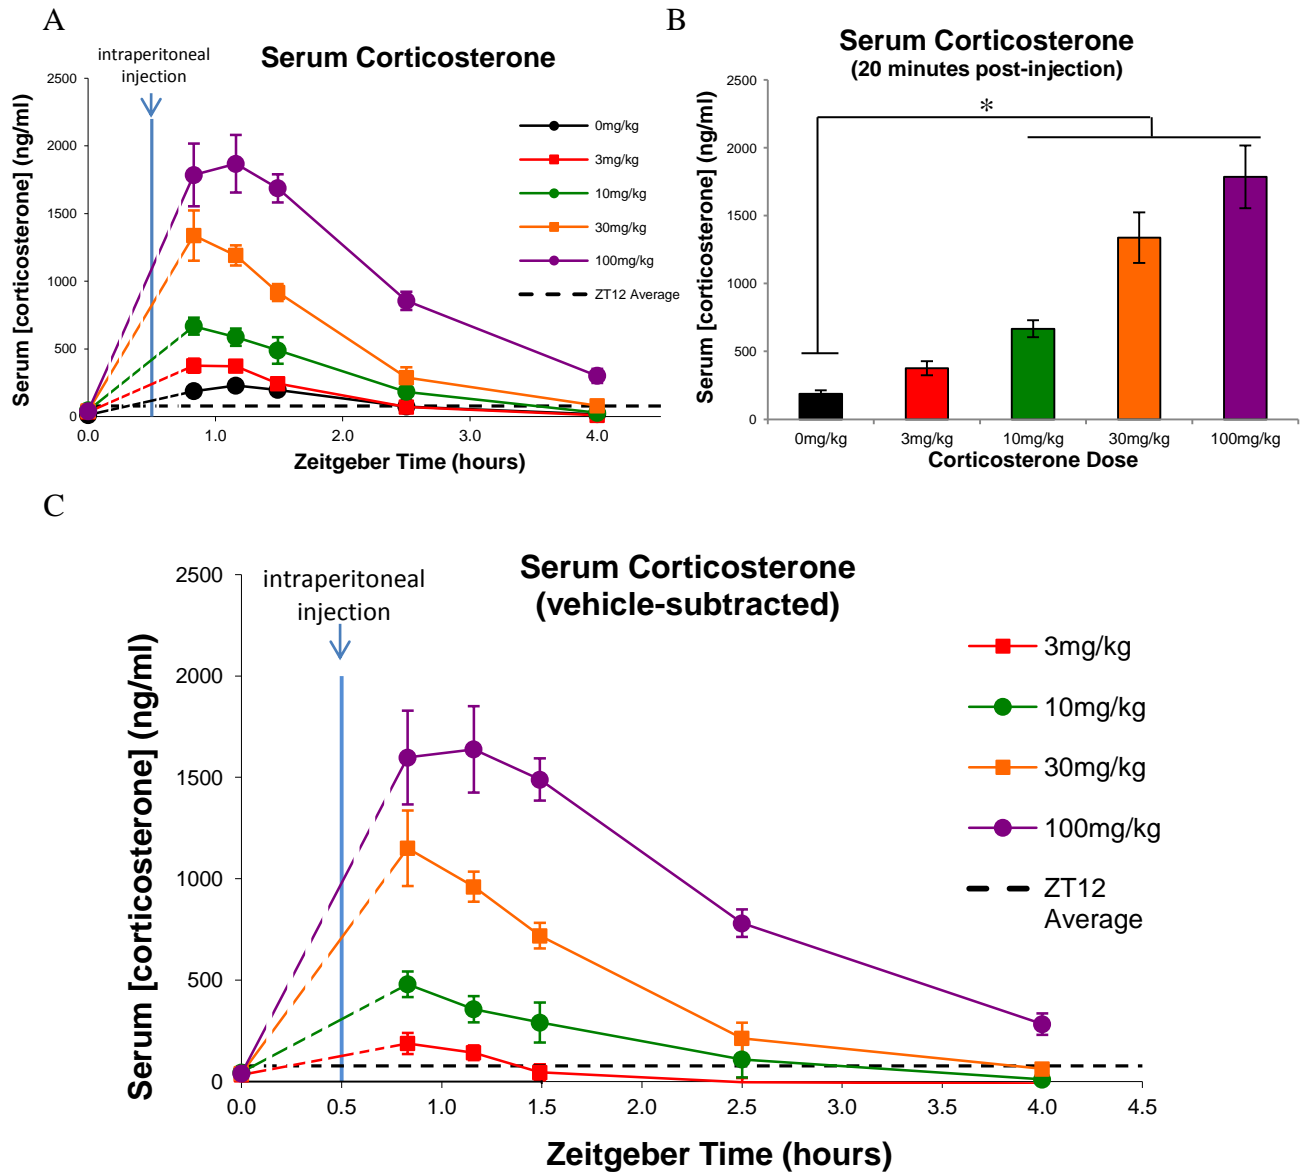 A
intraperitoneal
injection
Serum Corticosterone
Serum [corticosterone] (ng/ml)
2500
2000
1500
1000
500
0
0.0
1.0
2.0
3.0
4.0
Zeitgeber Time (hours)
0mg/kg
3mg/kg
10mg/kg
30mg/kg
100mg/kg
ZT12 Average
B
Serum Corticosterone
(20 minutes post-injection)
Serum [corticosterone] (ng/ml)
2500
2000
1500
1000
500
0
*
0mg/kg
3mg/kg
10mg/kg
30mg/kg
100mg/kg
Corticosterone Dose
C
Serum Corticosterone
(vehicle-subtracted)
intraperitoneal
injection
Serum [corticosterone] (ng/ml)
2500
2000
1500
1000
500
0
0.0
0.5
1.0
1.5
2.0
2.5
3.0
3.5
4.0
4.5
Zeitgeber Time (hours)
3mg/kg
10mg/kg
30mg/kg
100mg/kg
ZT12
Average